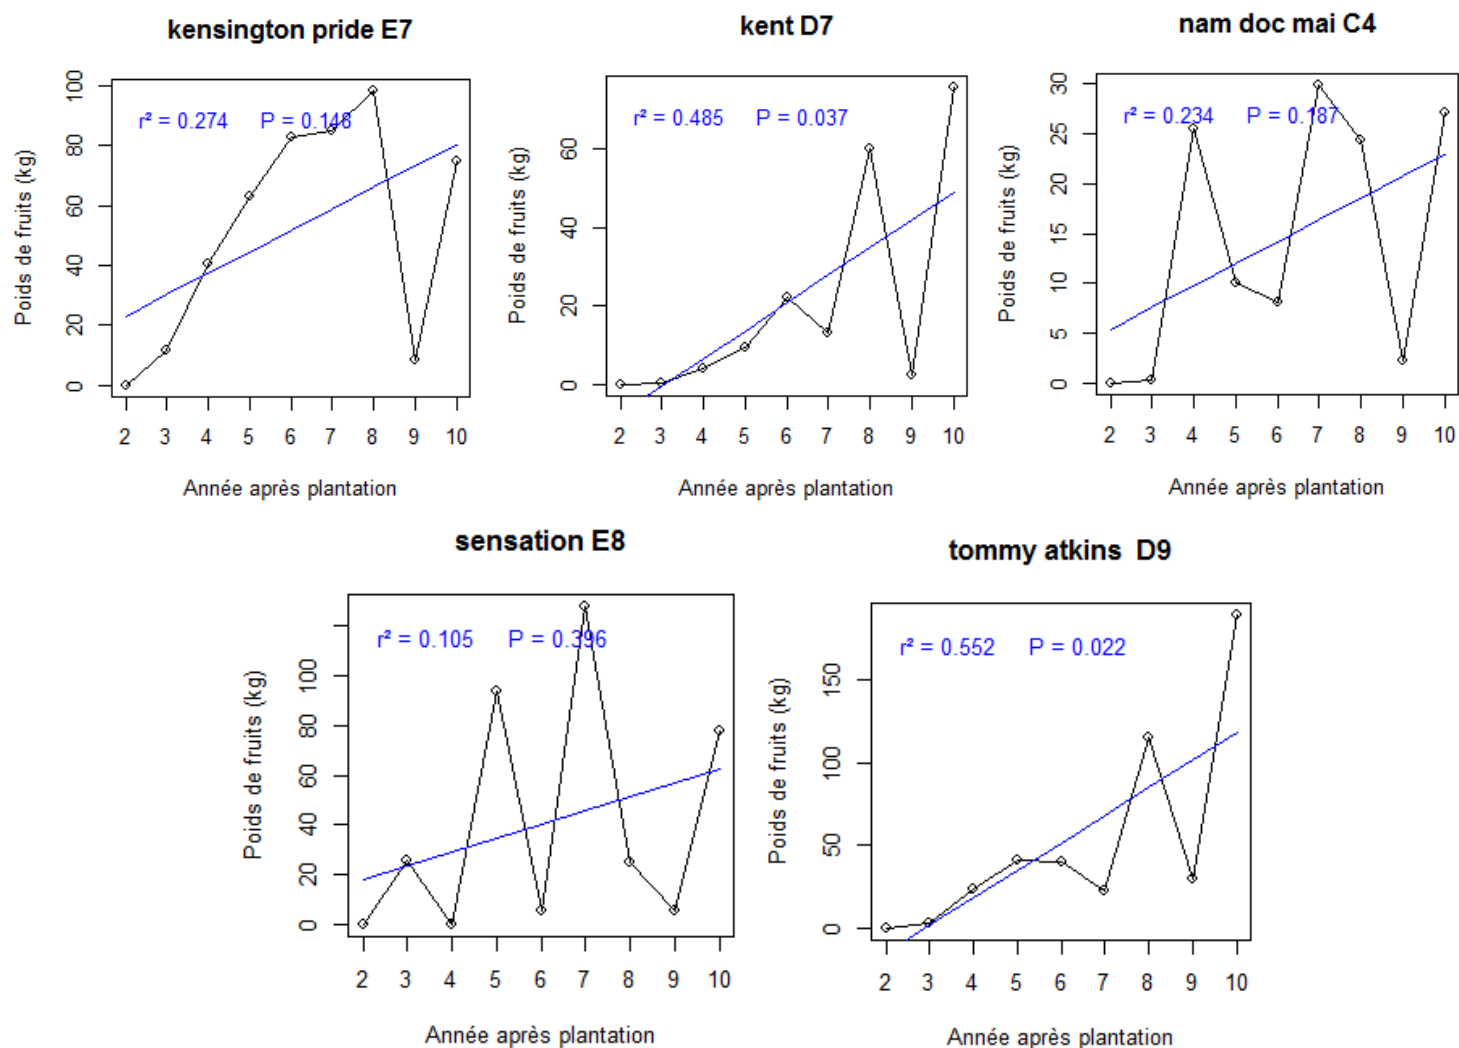 kensington pride E7
r² = 0.274 P = 0.148
Poids de fruits (kg)
0 20 40 60 80 100
2 3 4 5 6 7 8 9 10
Année après plantation
kent D7
r² = 0.485 P = 0.037
Poids de fruits (kg)
0 20 40 60
2 3 4 5 6 7 8 9 10
Année après plantation
nam doc mai C4
r² = 0.234 P = 0.187
Poids de fruits (kg)
0 5 10 15 20 25 30
2 3 4 5 6 7 8 9 10
Année après plantation
sensation E8
r² = 0.105 P = 0.396
Poids de fruits (kg)
0 20 40 60 80 100
2 3 4 5 6 7 8 9 10
Année après plantation
tommy atkins D9
r² = 0.552 P = 0.022
Poids de fruits (kg)
0 50 100 150
2 3 4 5 6 7 8 9 10
Année après plantation